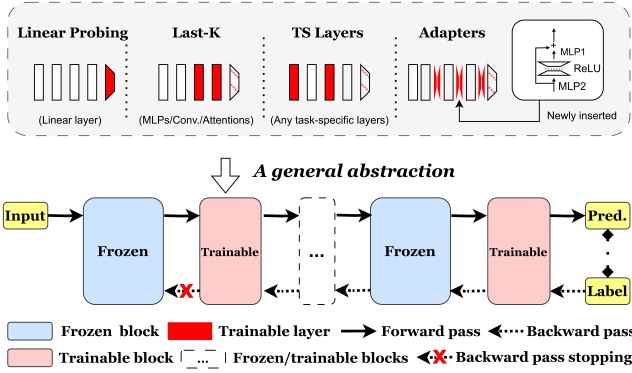 Linear Probing
Last-K
TS Layers
Adapters
MLP1
ReLU
MLP2
+
(Linear layer)
(MLPs/Conv./Attentions)
(Any task-specific layers)
Newly inserted
A general abstraction
Input
Frozen
Trainable
...
Frozen
Trainable
Pred.
Label
X
Frozen block
Trainable layer
Forward pass
Backward pass
Trainable block
...
Frozen/trainable blocks
X
Backward pass stopping